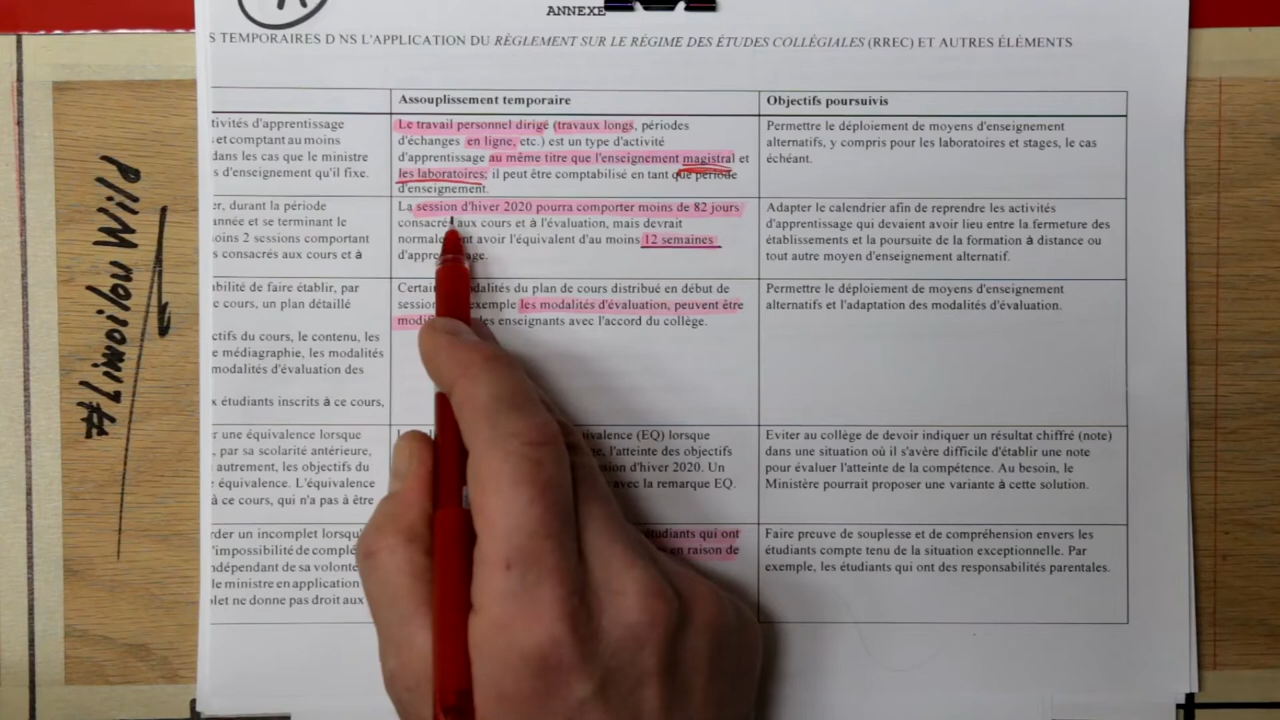 ANNEXE
S TEMPORAIRES D NS L'APPLICATION DU RÈGLEMENT SUR LE RÉGIME DES ÉTUDES COLLÉGIALES (RREC) ET AUTRES ÉLÉMENTS
Assouplissement temporaire
Objectifs poursuivis
tivités d'apprentissage
et comptant au moins
dans les cas que le ministre
s d'enseignement qu'il fixe.
Le travail personnel dirigé (travaux longs, périodes
d'échanges en ligne, etc.) est un type d'activité
d'apprentissage au même titre que l'enseignement magistral et
les laboratoires; il peut être comptabilisé en tant que période
d'enseignement.
Permettre le déploiement de moyens d'enseignement
alternatifs, y compris pour les laboratoires et stages, le cas
échéant.
er, durant la période
année et se terminant le
oins 2 sessions comportant
s consacrés aux cours et à
La session d'hiver 2020 pourra comporter moins de 82 jours
consacrés aux cours et à l'évaluation, mais devrait
avoir l'équivalent d'au moins 12 semaines
Adapter le calendrier afin de reprendre les activités
d'apprentissage qui devaient avoir lieu entre la fermeture des
établissements et la poursuite de la formation à distance ou
tout autre moyen d'enseignement alternatif.
abilité de faire établir, par
e cours, un plan détaillé
ctifs du cours, le contenu, les
e médiagraphie, les modalités
modalités d'évaluation des
x étudiants inscrits à ce cours,
Certain dalités du plan de cours distribué en début de
session exemple les modalités d'évaluation, peuvent être
modif les enseignants avec l'accord du collège.
Permettre le déploiement de moyens d'enseignement
alternatifs et l'adaptation des modalités d'évaluation.
r une équivalence lorsque
, par sa scolarité antérieure,
autrement, les objectifs du
équivalence. L'équivalence
à ce cours, qui n'a pas à être
ivalence (EQ) lorsque
ge, l'atteinte des objectifs
sion d'hiver 2020. Un
avec la remarque EQ.
Eviter au collège de devoir indiquer un résultat chiffré (note)
dans une situation où il s'avère difficile d'établir une note
pour évaluer l'atteinte de la compétence. Au besoin, le
Ministère pourrait proposer une variante à cette solution.
rder un incomplet lorsqu'
l'impossibilité de complé
ndépendant de sa volonté
le ministre en application
let ne donne pas droit aux
étudiants qui ont
en raison de
Faire preuve de souplesse et de compréhension envers les
étudiants compte tenu de la situation exceptionnelle. Par
exemple, les étudiants qui ont des responsabilités parentales.
#Limoilou Wild